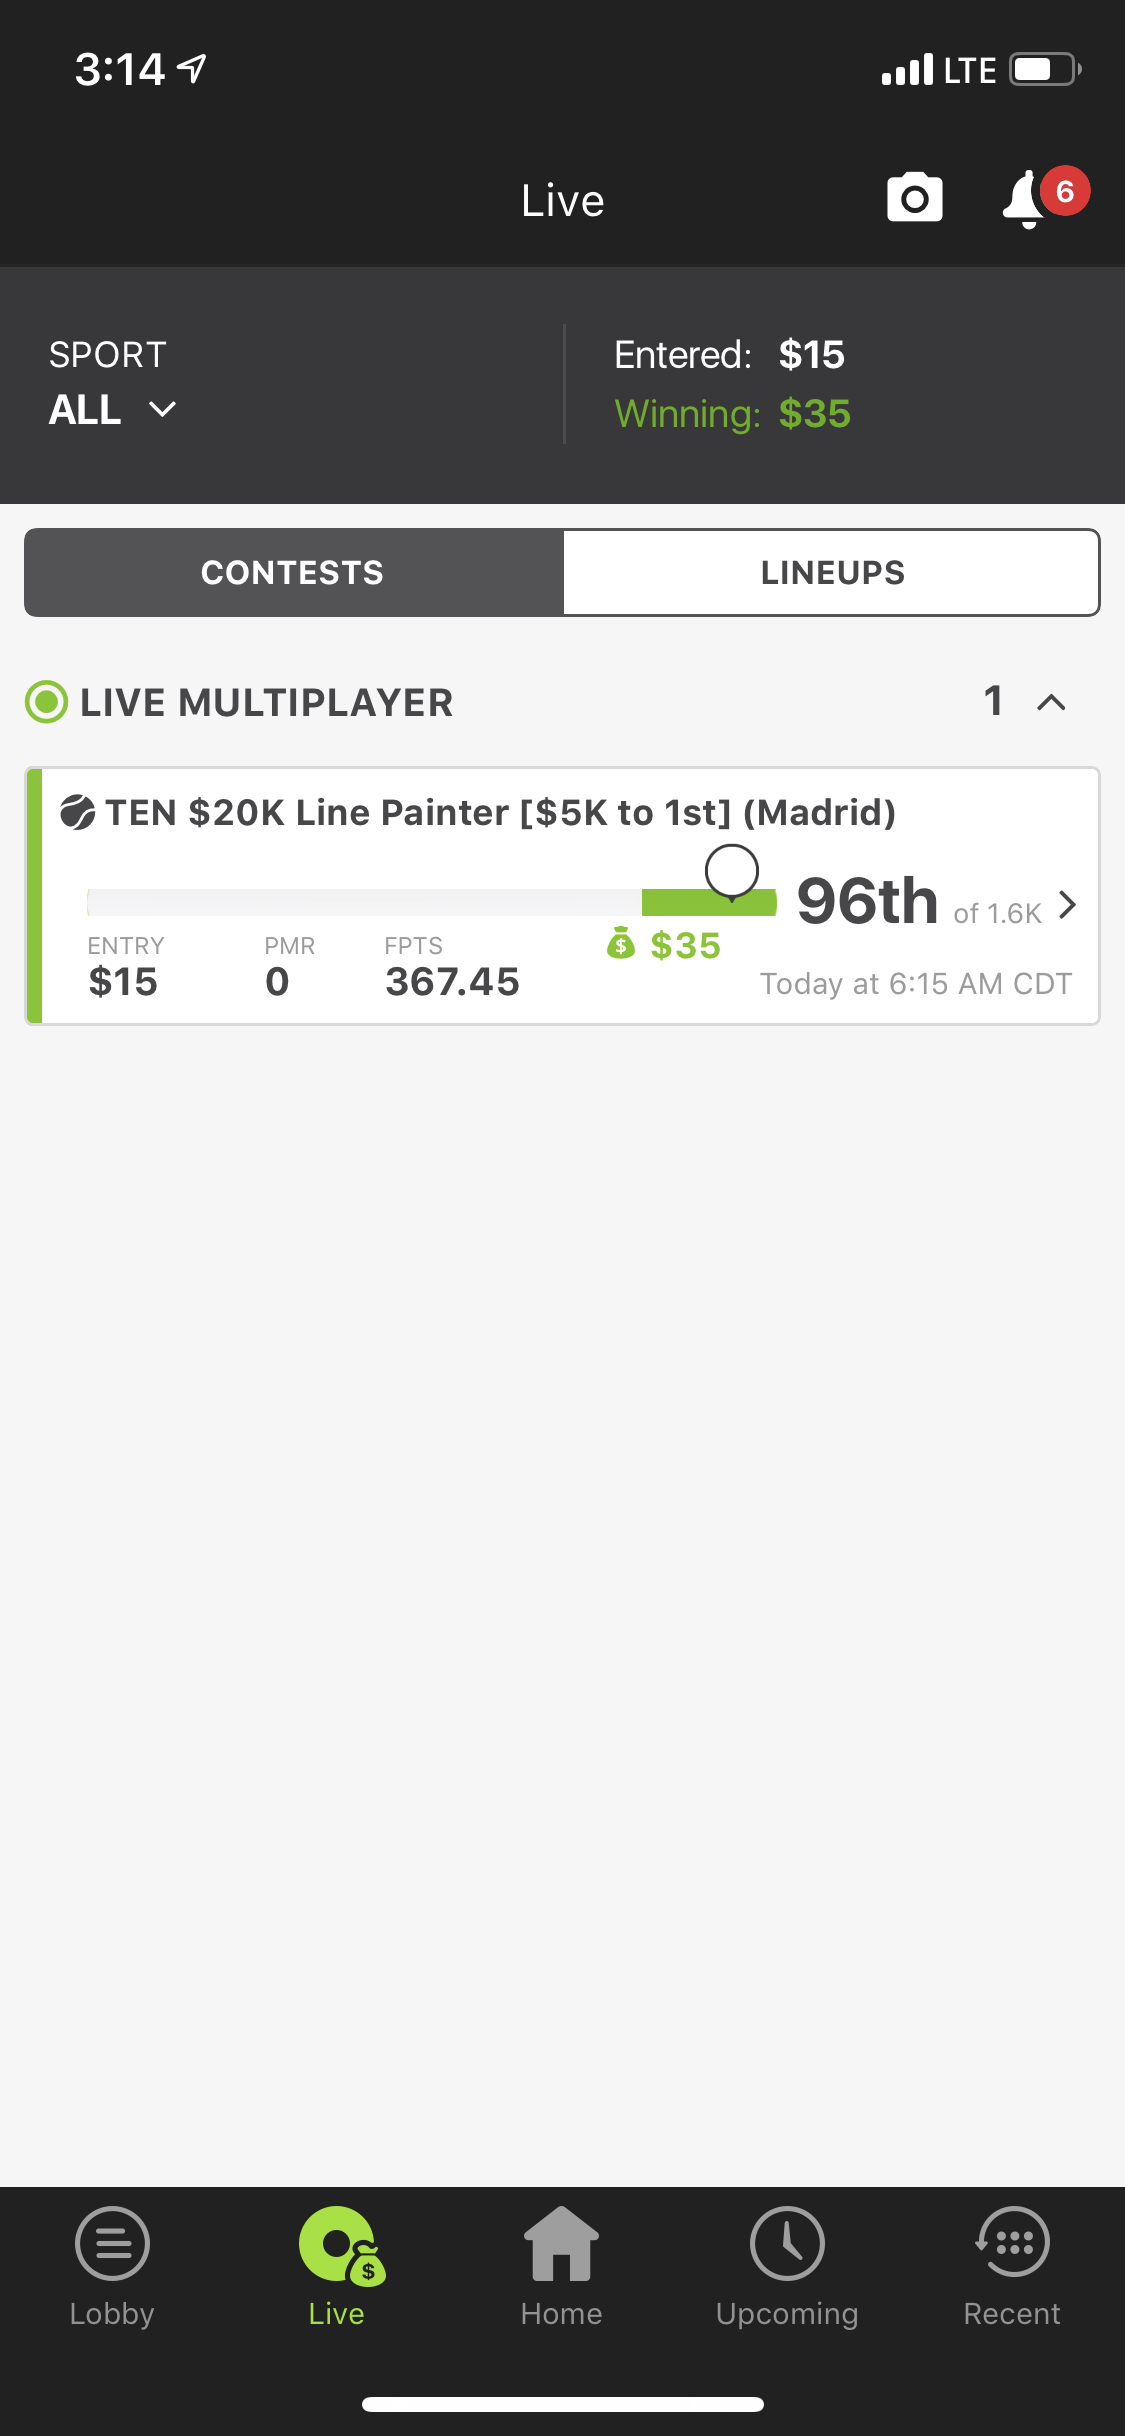 3:14 LTE
Live 6
SPORT
ALL
Entered: $15
Winning: $35
CONTESTS LINEUPS
LIVE MULTIPLAYER 1
TEN $20K Line Painter [$5K to 1st] (Madrid)
96th of 1.6K
ENTRY PMR FPTS $ $35
$15 0 367.45
Today at 6:15 AM CDT
$
Lobby Live Home Upcoming Recent